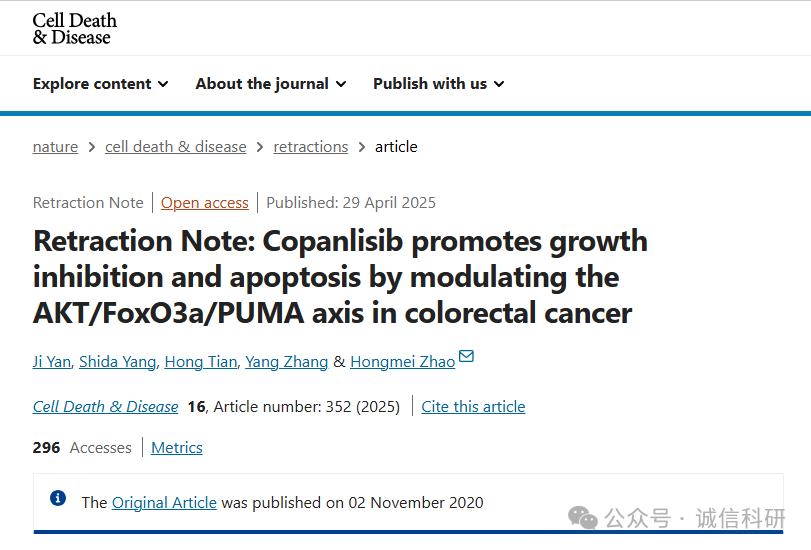 Cell Death
& Disease
Explore content About the journal Publish with us
nature > cell death & disease > retractions > article
Retraction Note Open access Published: 29 April 2025
Retraction Note: Copanlisib promotes growth
inhibition and apoptosis by modulating the
AKT/FoxO3a/PUMA axis in colorectal cancer
Ji Yan, Shida Yang, Hong Tian, Yang Zhang & Hongmei Zhao
Cell Death & Disease 16, Article number: 352 (2025) Cite this article
296 Accesses Metrics
The Original Article was published on 02 November 2020
公众号 · 诚信科研